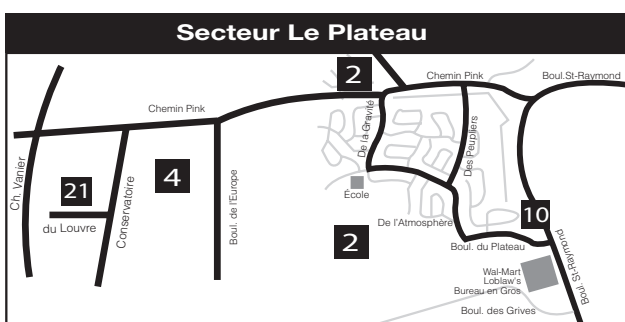 Secteur Le Plateau
2
Chemin Pink
Boul.St-Raymond
Chemin Pink
De la Gravité
Des Peupliers
Ch. Vanier
21
4
École
Conservatoire
Boul. de l'Europe
du Louvre
De l'Atmosphère
10
2
Boul. du Plateau
Boul. St-Raymond
Wal-Mart
Loblaw's
Bureau en Gros
Boul. des Grives